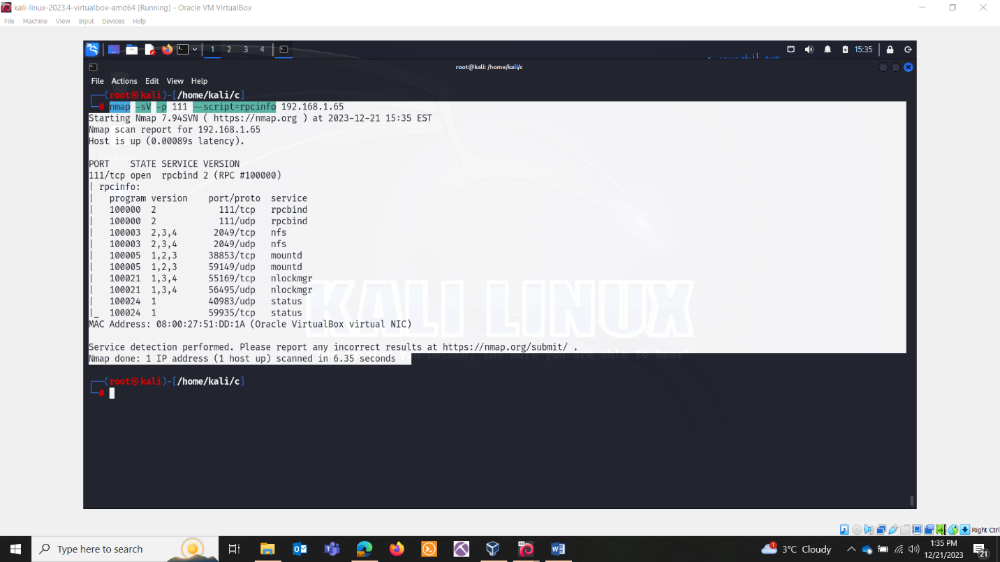 kali-linux-2023.4-virtualbox-amd64 [Running] - Oracle VM VirtualBox
File Machine View Input Devices Help
1 2 3 4 15:35
root@kali: /home/kali/c
File Actions Edit View Help
┌──(root㉿kali)-[/home/kali/c]
└─# nmap -sV -p 111 --script=rpcinfo 192.168.1.65
Starting Nmap 7.94SVN ( https://nmap.org ) at 2023-12-21 15:35 EST
Nmap scan report for 192.168.1.65
Host is up (0.00089s latency).
PORT    STATE SERVICE VERSION
111/tcp open  rpcbind 2 (RPC #100000)
| rpcinfo:
|   program version    port/proto  service
|   100000  2            111/tcp   rpcbind
|   100000  2            111/udp   rpcbind
|   100003  2,3,4       2049/tcp   nfs
|   100003  2,3,4       2049/udp   nfs
|   100005  1,2,3      38853/tcp   mountd
|   100005  1,2,3      59149/udp   mountd
|   100021  1,3,4      55169/tcp   nlockmgr
|   100021  1,3,4      56495/udp   nlockmgr
|   100024  1          40983/udp   status
|_  100024  1          59935/tcp   status
MAC Address: 08:00:27:51:DD:1A (Oracle VirtualBox virtual NIC)
KALI LINUX
Service detection performed. Please report any incorrect results at https://nmap.org/submit/ .
you become, the more you are able to hear"
Nmap done: 1 IP address (1 host up) scanned in 6.35 seconds
┌──(root㉿kali)-[/home/kali/c]
└─#
Right Ctrl
Type here to search
1 3°C Cloudy 1:35 PM
12/21/2023 21